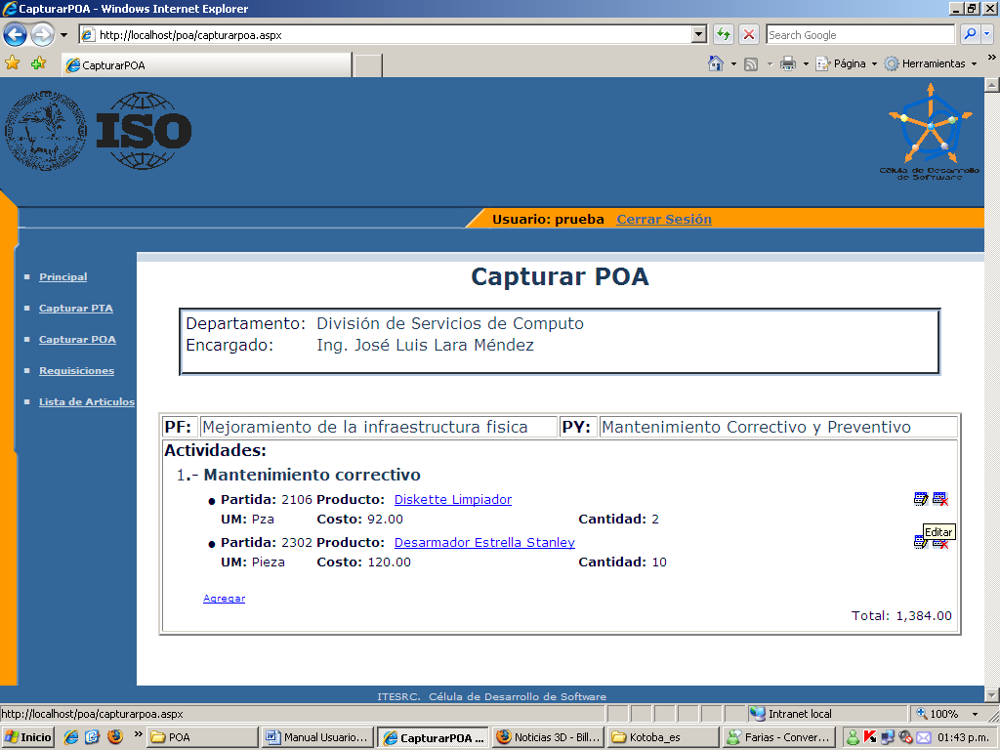 CapturarPOA - Windows Internet Explorer
http://localhost/poa/capturarpoa.aspx
Search Google
CapturarPOA
Página
Herramientas
ISO
Célula de Desarrollo
de Software
Usuario: prueba Cerrar Sesión
Principal
Capturar PTA
Capturar POA
Requisiciones
Lista de Articulos
Capturar POA
Departamento: División de Servicios de Computo
Encargado: Ing. José Luis Lara Méndez
PF: Mejoramiento de la infraestructura fisica PY: Mantenimiento Correctivo y Preventivo
Actividades:
1.- Mantenimiento correctivo
Partida: 2106 Producto: Diskette Limpiador
UM: Pza Costo: 92.00 Cantidad: 2
Editar
Partida: 2302 Producto: Desarmador Estrella Stanley
UM: Pieza Costo: 120.00 Cantidad: 10
Agregar
Total: 1,384.00
ITESRC. Célula de Desarrollo de Software
http://localhost/poa/capturarpoa.aspx Intranet local 100%
Inicio POA Manual Usuario... CapturarPOA ... Noticias 3D - Bill... Kotoba_es Farias - Conver... 01:43 p.m.